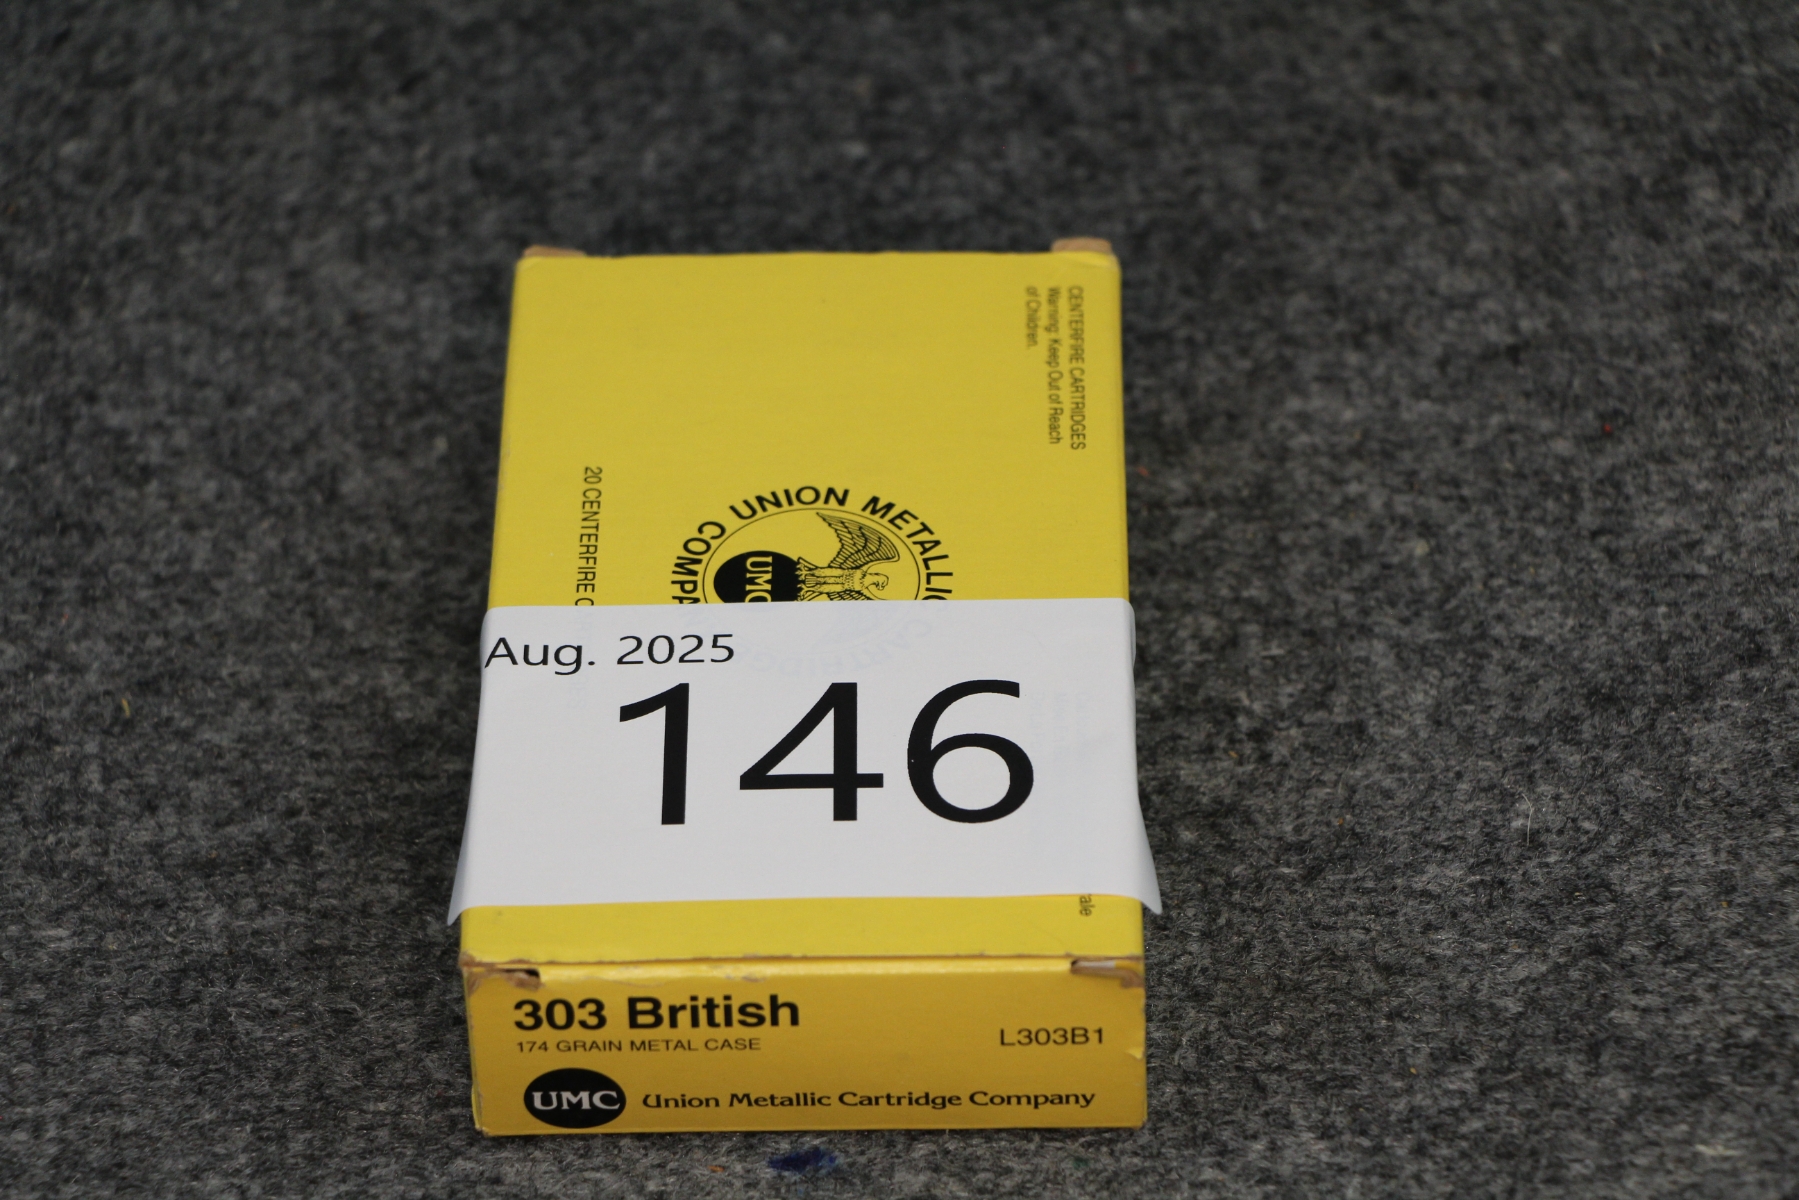 CENTERFIRE CARTRIDGES
Warning: Keep Out of Reach
of Children.
20 CENTERFIRE
UNION METALLIC
UMC
Aug. 2025
146
303 British
174 GRAIN METAL CASE
L303B1
UMC Union Metallic Cartridge Company